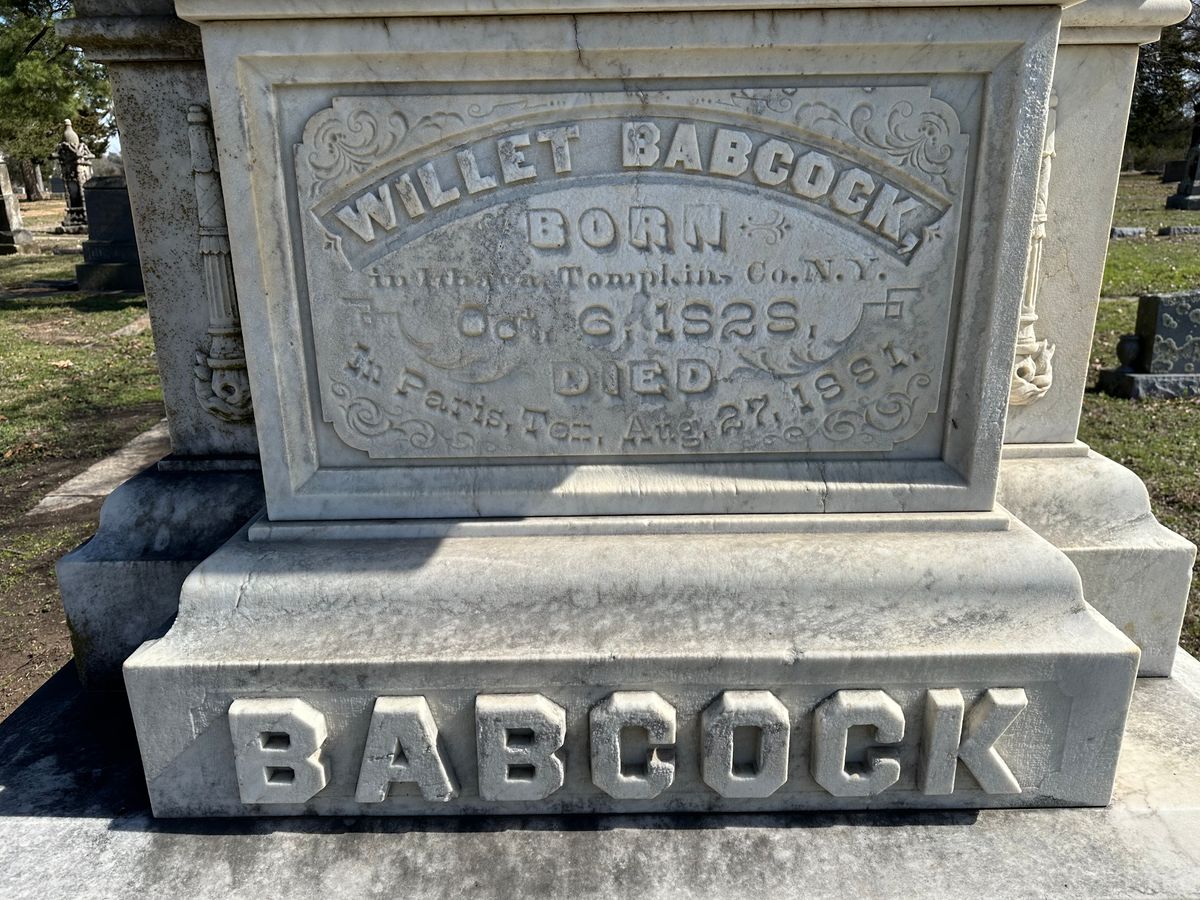 WILLET BABCOCK,
BORN
in Ithaca, Tompkins Co. N.Y.
Oct. 6, 1828,
DIED
in Paris, Tex, Aug. 27, 1881.
BABCOCK